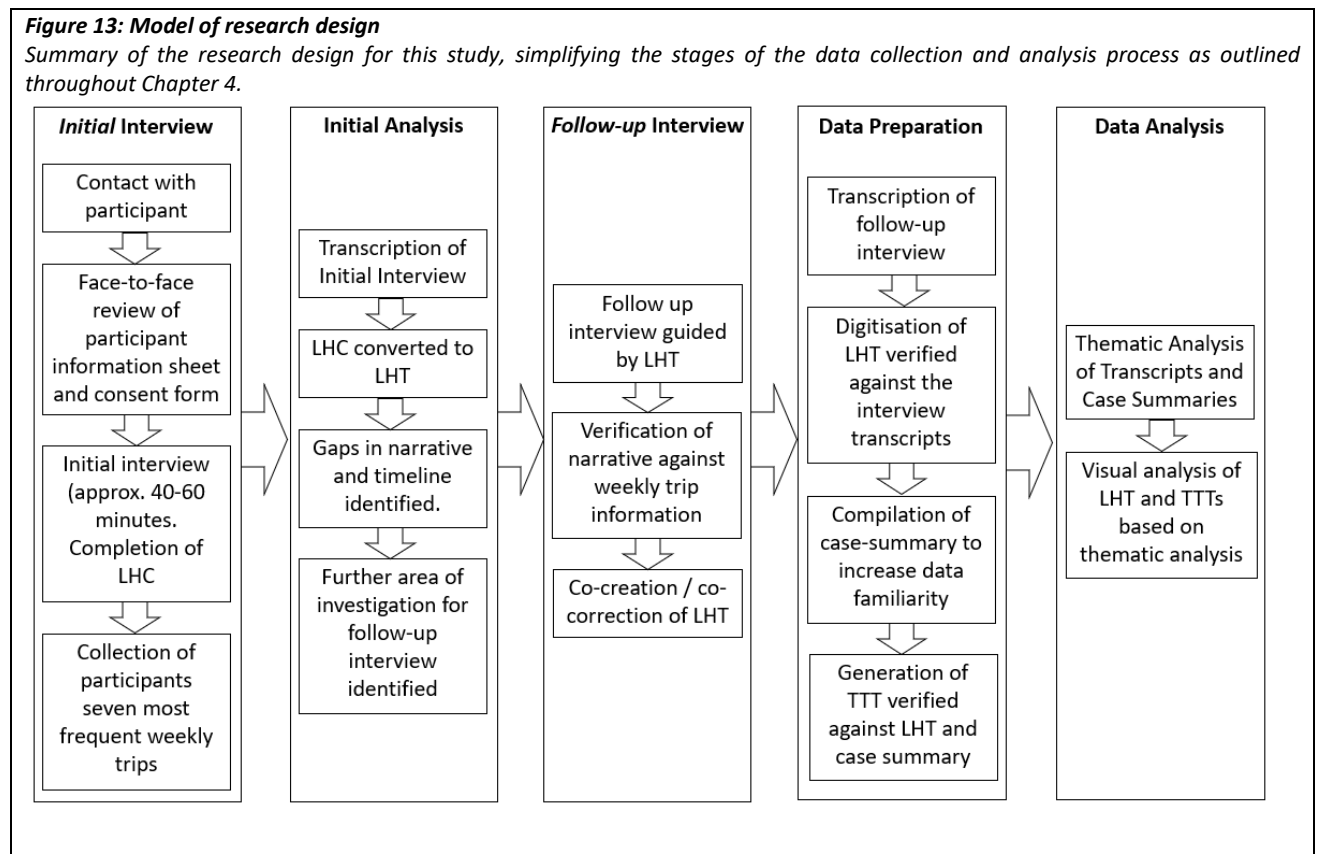 Figure 13: Model of research design
Summary of the research design for this study, simplifying the stages of the data collection and analysis process as outlined
throughout Chapter 4.
Initial Interview
Contact with
participant
Face-to-face
review of
participant
information sheet
and consent form
Initial interview
(approx. 40-60
minutes.
Completion of
LHC
Collection of
participants
seven most
frequent weekly
trips
Initial Analysis
Transcription of
Initial Interview
LHC converted to
LHT
Gaps in narrative
and timeline
identified.
Further area of
investigation for
follow-up
interview
identified
Follow-up Interview
Follow up
interview guided
by LHT
Verification of
narrative against
weekly trip
information
Co-creation / co-
correction of LHT
Data Preparation
Transcription of
follow-up
interview
Digitisation of
LHT verified
against the
interview
transcripts
Compilation of
case-summary to
increase data
familiarity
Generation of
TTT verified
against LHT and
case summary
Data Analysis
Thematic Analysis
of Transcripts and
Case Summaries
Visual analysis of
LHT and TTTs
based on
thematic analysis